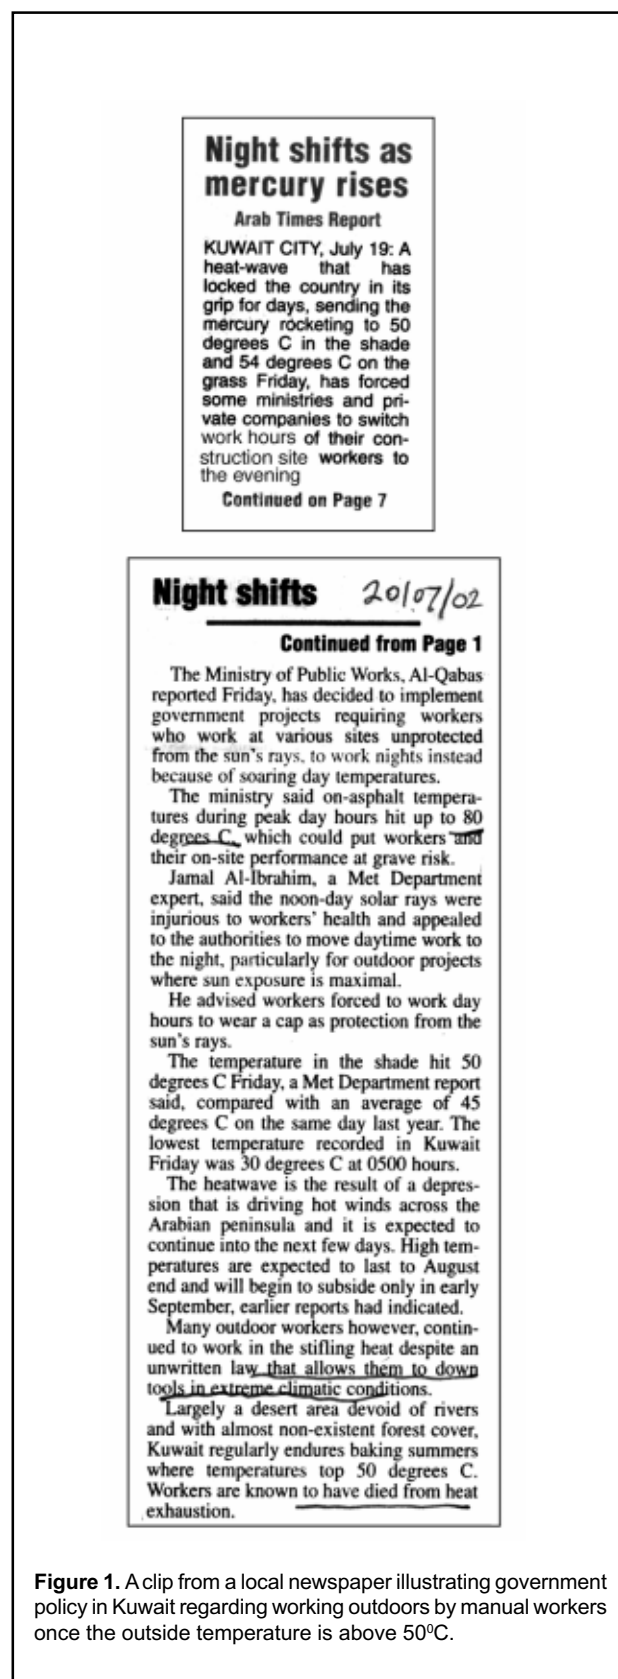 Night shifts as
mercury rises
Arab Times Report
KUWAIT CITY, July 19: A
heat-wave that has
locked the country in its
grip for days, sending the
mercury rocketing to 50
degrees C in the shade
and 54 degrees C on the
grass Friday, has forced
some ministries and pri-
vate companies to switch
work hours of their con-
struction site workers to
the evening
Continued on Page 7
Night shifts 20/07/02
Continued from Page 1
The Ministry of Public Works, Al-Qabas
reported Friday, has decided to implement
government projects requiring workers
who work at various sites unprotected
from the sun's rays, to work nights instead
because of soaring day temperatures.
The ministry said on-asphalt tempera-
tures during peak day hours hit up to 80
degrees C, which could put workers and
their on-site performance at grave risk.
Jamal Al-Ibrahim, a Met Department
expert, said the noon-day solar rays were
injurious to workers' health and appealed
to the authorities to move daytime work to
the night, particularly for outdoor projects
where sun exposure is maximal.
He advised workers forced to work day
hours to wear a cap as protection from the
sun's rays.
The temperature in the shade hit 50
degrees C Friday, a Met Department report
said, compared with an average of 45
degrees C on the same day last year. The
lowest temperature recorded in Kuwait
Friday was 30 degrees C at 0500 hours.
The heatwave is the result of a depres-
sion that is driving hot winds across the
Arabian peninsula and it is expected to
continue into the next few days. High tem-
peratures are expected to last to August
end and will begin to subside only in early
September, earlier reports had indicated.
Many outdoor workers however, contin-
ued to work in the stifling heat despite an
unwritten law that allows them to down
tools in extreme climatic conditions.
Largely a desert area devoid of rivers
and with almost non-existent forest cover,
Kuwait regularly endures baking summers
where temperatures top 50 degrees C.
Workers are known to have died from heat
exhaustion.
Figure 1. A clip from a local newspaper illustrating government
policy in Kuwait regarding working outdoors by manual workers
once the outside temperature is above 50⁰C.